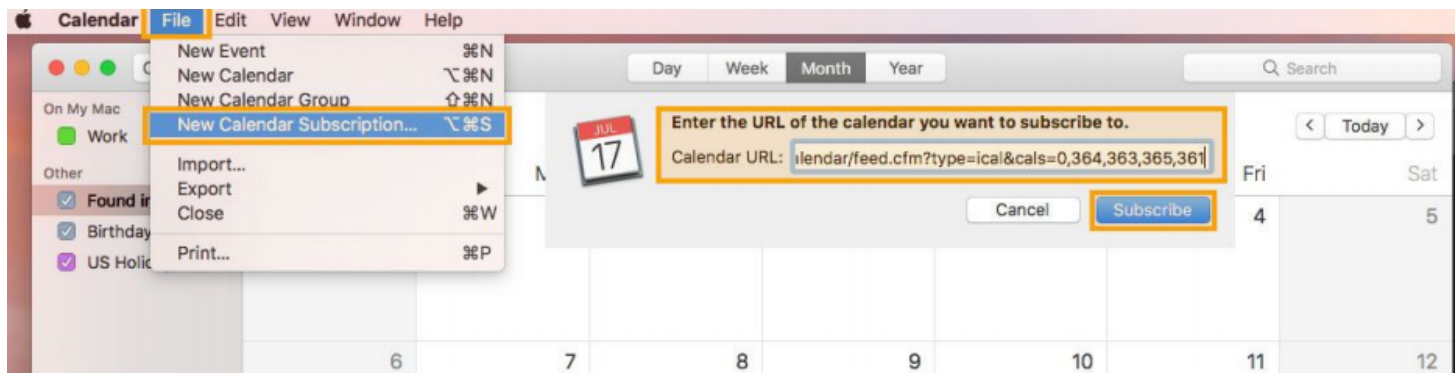 Calendar File Edit View Window Help
New Event ⌘N
New Calendar ⌥⌘N
New Calendar Group ⇧⌘N
New Calendar Subscription... ⌥⌘S
Import...
Export ▶
Close ⌘W
Print... ⌘P
Day Week Month Year
Search
On My Mac
Work
Other
Found in
Birthday
US Holid
JUL
17
Enter the URL of the calendar you want to subscribe to.
Calendar URL: lendar/feed.cfm?type=ical&cals=0,364,363,365,361
Cancel Subscribe
< Today >
Fri Sat
4 5
6 7 8 9 10 11 12